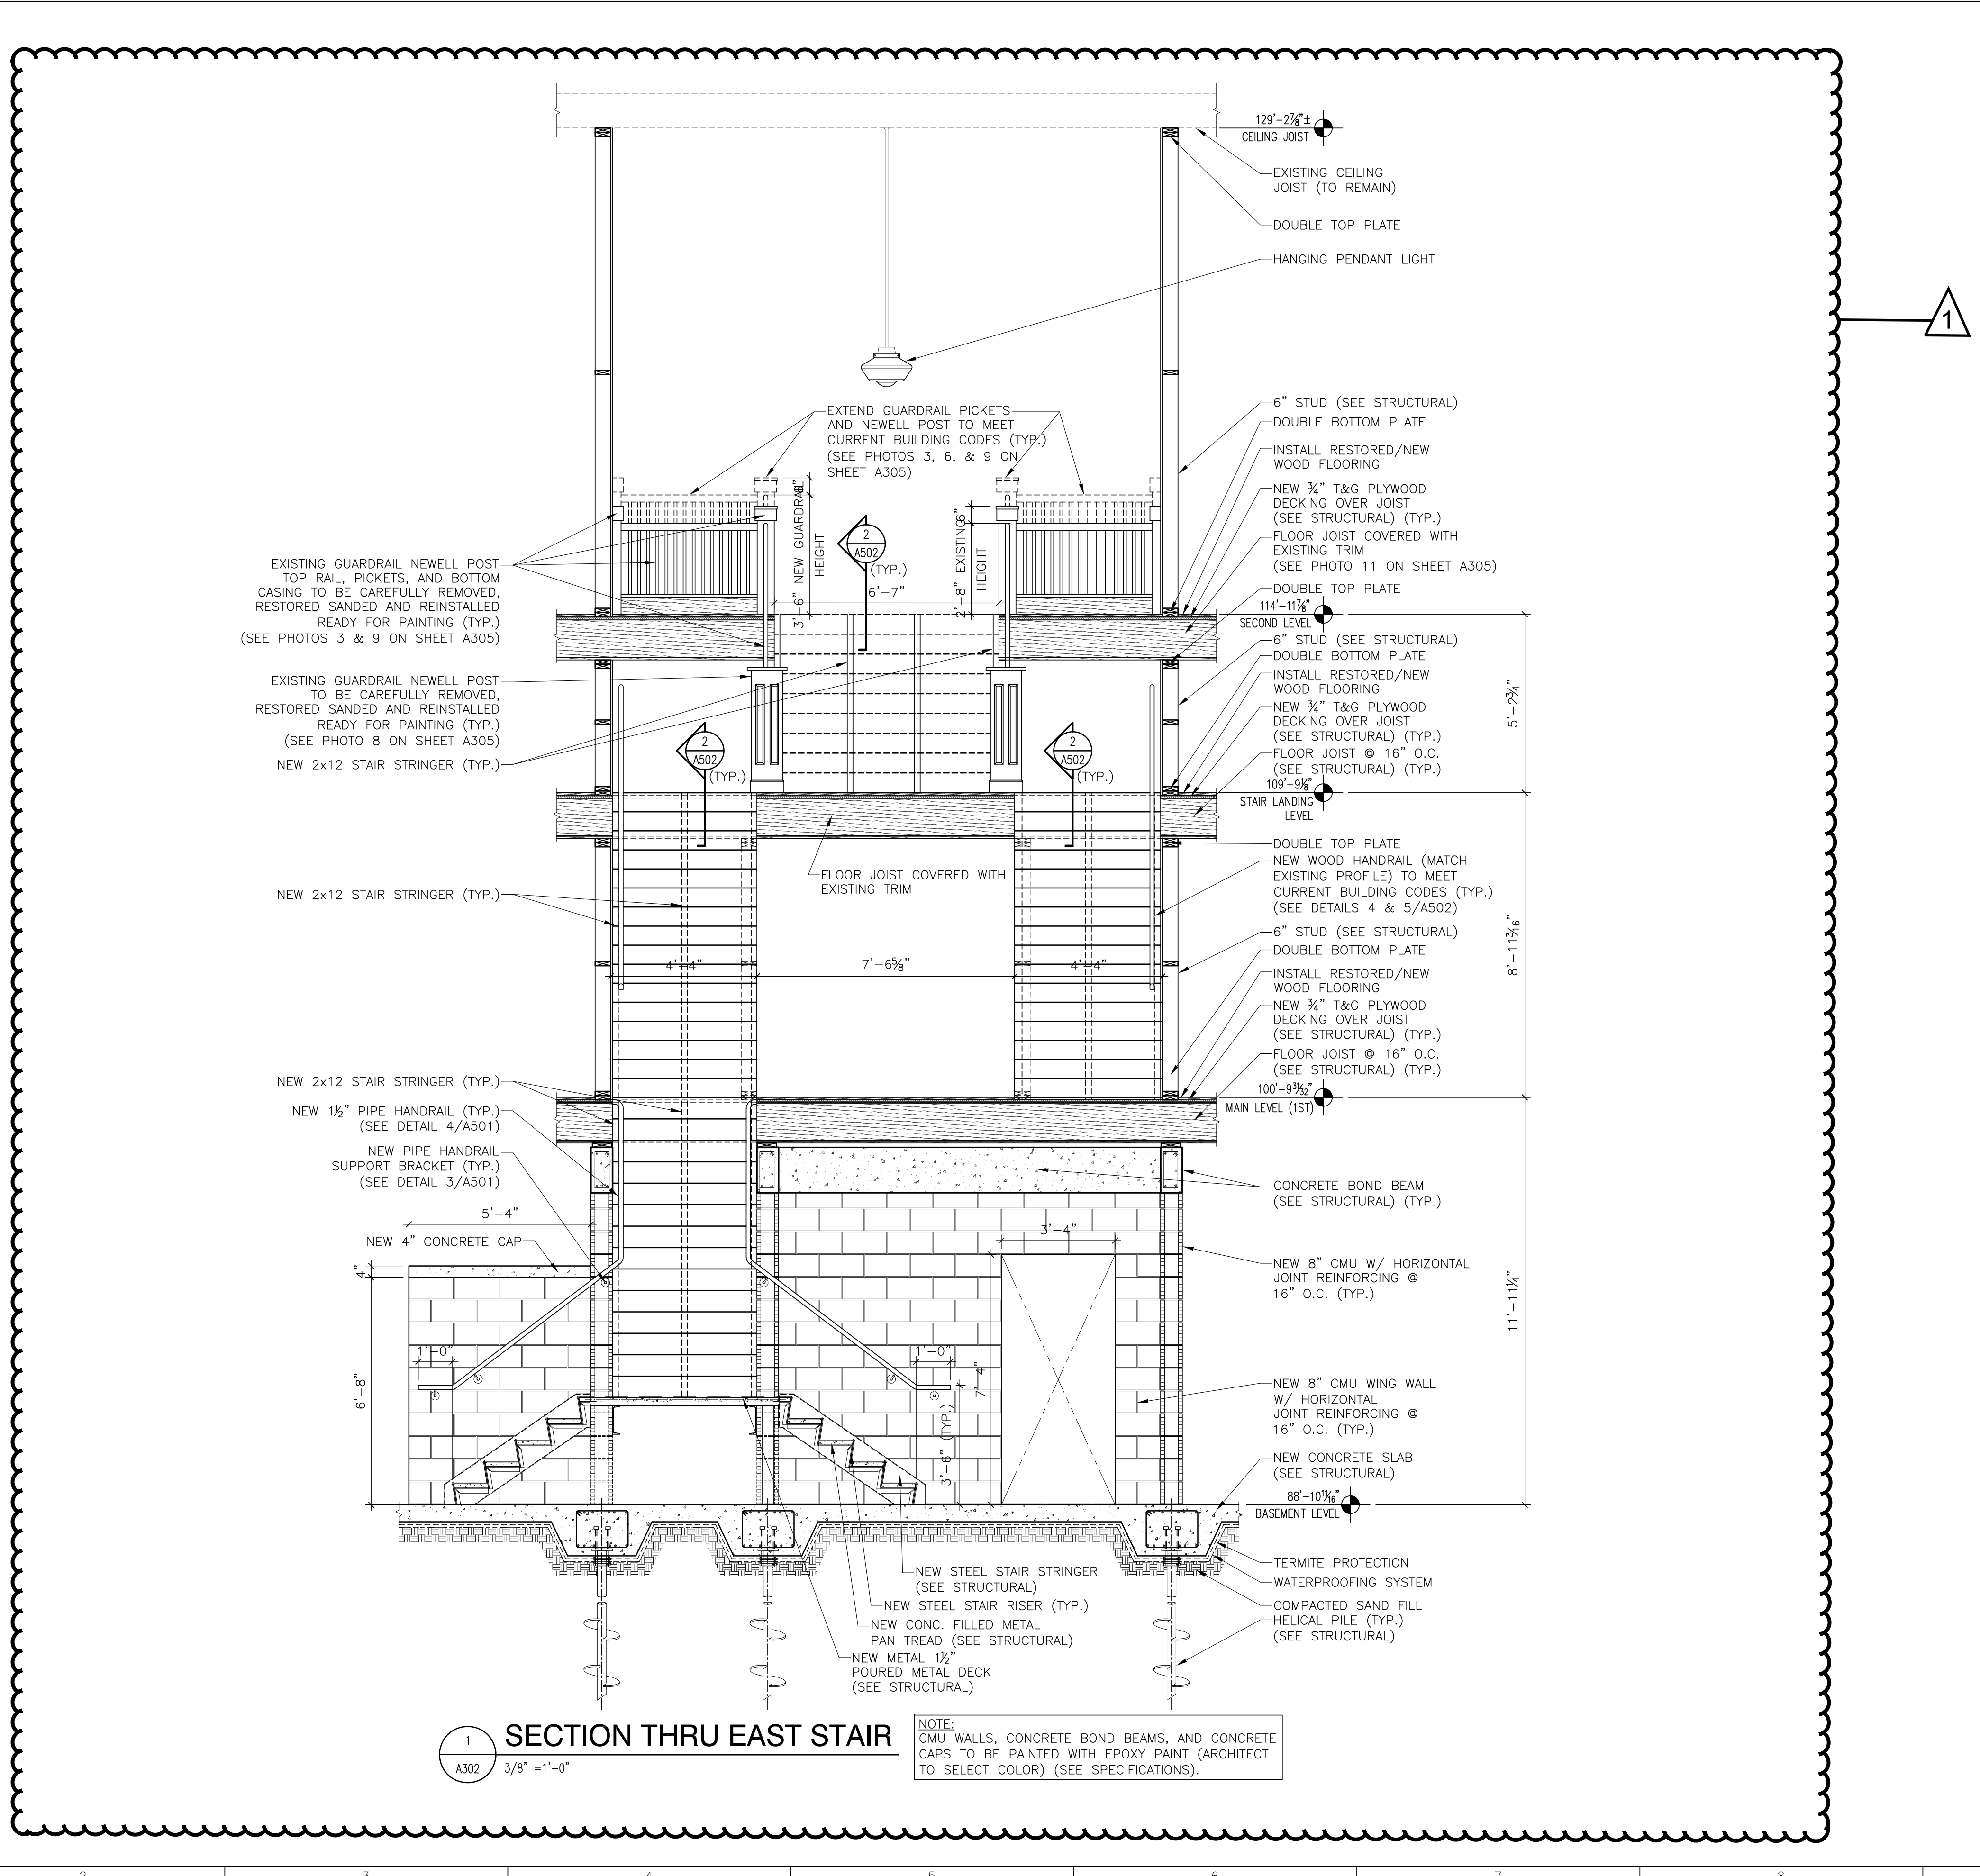 129'-2⅞"±
CEILING JOIST
EXISTING CEILING
JOIST (TO REMAIN)
DOUBLE TOP PLATE
HANGING PENDANT LIGHT
1
EXTEND GUARDRAIL PICKETS
AND NEWELL POST TO MEET
CURRENT BUILDING CODES (TYP.)
(SEE PHOTOS 3, 6, & 9 ON
SHEET A305)
6" STUD (SEE STRUCTURAL)
DOUBLE BOTTOM PLATE
INSTALL RESTORED/NEW
WOOD FLOORING
NEW ¾" T&G PLYWOOD
DECKING OVER JOIST
(SEE STRUCTURAL) (TYP.)
FLOOR JOIST COVERED WITH
EXISTING TRIM
(SEE PHOTO 11 ON SHEET A305)
DOUBLE TOP PLATE
6"
3'-6" NEW GUARDRAIL
HEIGHT
2
A502
(TYP.)
6'-7"
6"
2'-8" EXISTING
HEIGHT
EXISTING GUARDRAIL NEWELL POST
TOP RAIL, PICKETS, AND BOTTOM
CASING TO BE CAREFULLY REMOVED,
RESTORED SANDED AND REINSTALLED
READY FOR PAINTING (TYP.)
(SEE PHOTOS 3 & 9 ON SHEET A305)
114'-11⅞"
SECOND LEVEL
6" STUD (SEE STRUCTURAL)
DOUBLE BOTTOM PLATE
INSTALL RESTORED/NEW
WOOD FLOORING
NEW ¾" T&G PLYWOOD
DECKING OVER JOIST
(SEE STRUCTURAL) (TYP.)
FLOOR JOIST @ 16" O.C.
(SEE STRUCTURAL) (TYP.)
5'-2¾"
EXISTING GUARDRAIL NEWELL POST
TO BE CAREFULLY REMOVED,
RESTORED SANDED AND REINSTALLED
READY FOR PAINTING (TYP.)
(SEE PHOTO 8 ON SHEET A305)
NEW 2x12 STAIR STRINGER (TYP.)
2
A502
(TYP.)
2
A502
(TYP.)
109'-9⅛"
STAIR LANDING
LEVEL
DOUBLE TOP PLATE
NEW WOOD HANDRAIL (MATCH
EXISTING PROFILE) TO MEET
CURRENT BUILDING CODES (TYP.)
(SEE DETAILS 4 & 5/A502)
FLOOR JOIST COVERED WITH
EXISTING TRIM
NEW 2x12 STAIR STRINGER (TYP.)
6" STUD (SEE STRUCTURAL)
DOUBLE BOTTOM PLATE
INSTALL RESTORED/NEW
WOOD FLOORING
NEW ¾" T&G PLYWOOD
DECKING OVER JOIST
(SEE STRUCTURAL) (TYP.)
FLOOR JOIST @ 16" O.C.
(SEE STRUCTURAL) (TYP.)
8'-11 3/16"
4'-4"
7'-6⅝"
4'-4"
NEW 2x12 STAIR STRINGER (TYP.)
NEW 1½" PIPE HANDRAIL (TYP.)
(SEE DETAIL 4/A501)
NEW PIPE HANDRAIL
SUPPORT BRACKET (TYP.)
(SEE DETAIL 3/A501)
100'-9 31/32"
MAIN LEVEL (1ST)
CONCRETE BOND BEAM
(SEE STRUCTURAL) (TYP.)
5'-4"
NEW 4" CONCRETE CAP
4"
3'-4"
NEW 8" CMU W/ HORIZONTAL
JOINT REINFORCING @
16" O.C. (TYP.)
11'-11¼"
1'-0"
1'-0"
6'-8"
7'-4"
3'-6" (TYP.)
NEW 8" CMU WING WALL
W/ HORIZONTAL
JOINT REINFORCING @
16" O.C. (TYP.)
NEW CONCRETE SLAB
(SEE STRUCTURAL)
88'-10 11/16"
BASEMENT LEVEL
TERMITE PROTECTION
WATERPROOFING SYSTEM
COMPACTED SAND FILL
HELICAL PILE (TYP.)
(SEE STRUCTURAL)
NEW STEEL STAIR STRINGER
(SEE STRUCTURAL)
NEW STEEL STAIR RISER (TYP.)
NEW CONC. FILLED METAL
PAN TREAD (SEE STRUCTURAL)
NEW METAL 1½"
POURED METAL DECK
(SEE STRUCTURAL)
1
A302
SECTION THRU EAST STAIR
3/8" =1'-0"
NOTE:
CMU WALLS, CONCRETE BOND BEAMS, AND CONCRETE
CAPS TO BE PAINTED WITH EPOXY PAINT (ARCHITECT
TO SELECT COLOR) (SEE SPECIFICATIONS).